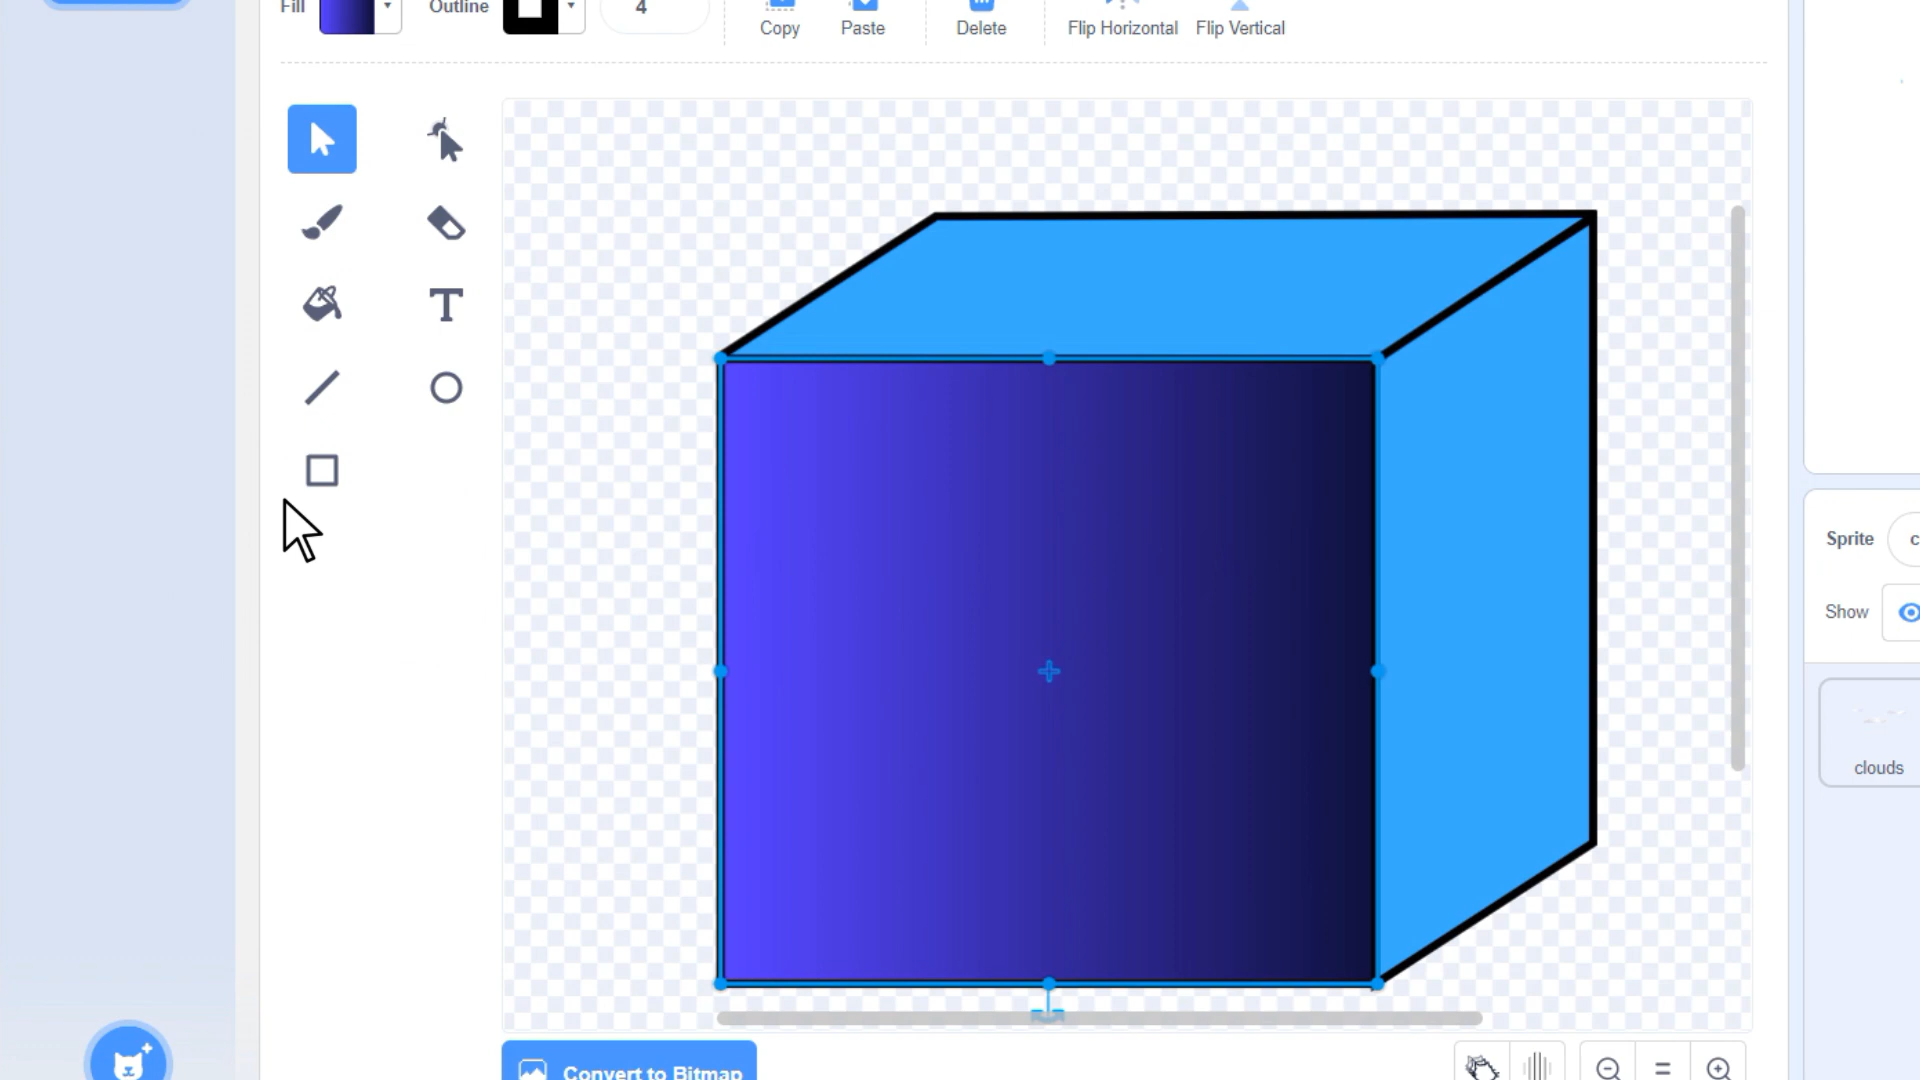 Fill
Outline
4
Copy
Paste
Delete
Flip Horizontal
Flip Vertical
T
Sprite
c
Show
clouds
Convert to Bitmap